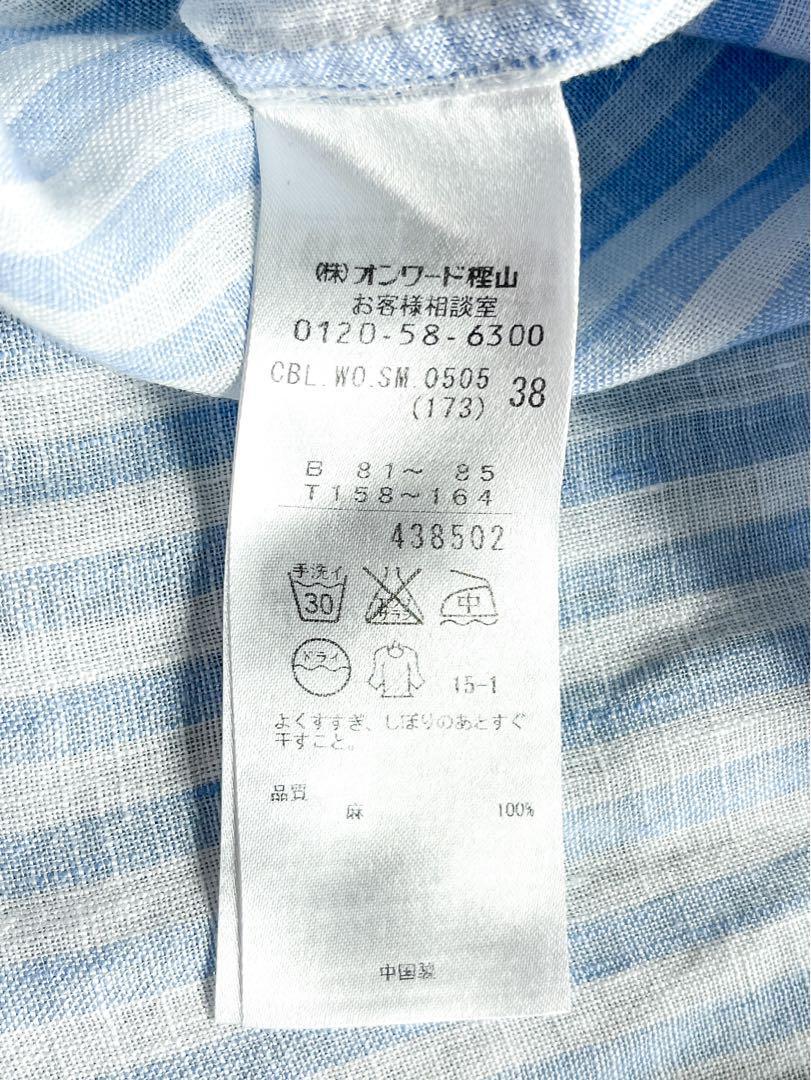 (株)オンワード樫山
お客様相談室
0120-58-6300
CBL.WO.SM.0505 38
(173)
B 81〜 85
T158〜164
438502
手洗イ
30
中
ドライ
15-1
よくすすぎ、しぼりのあとすぐ
干すこと。
品質
麻 100%
中国製